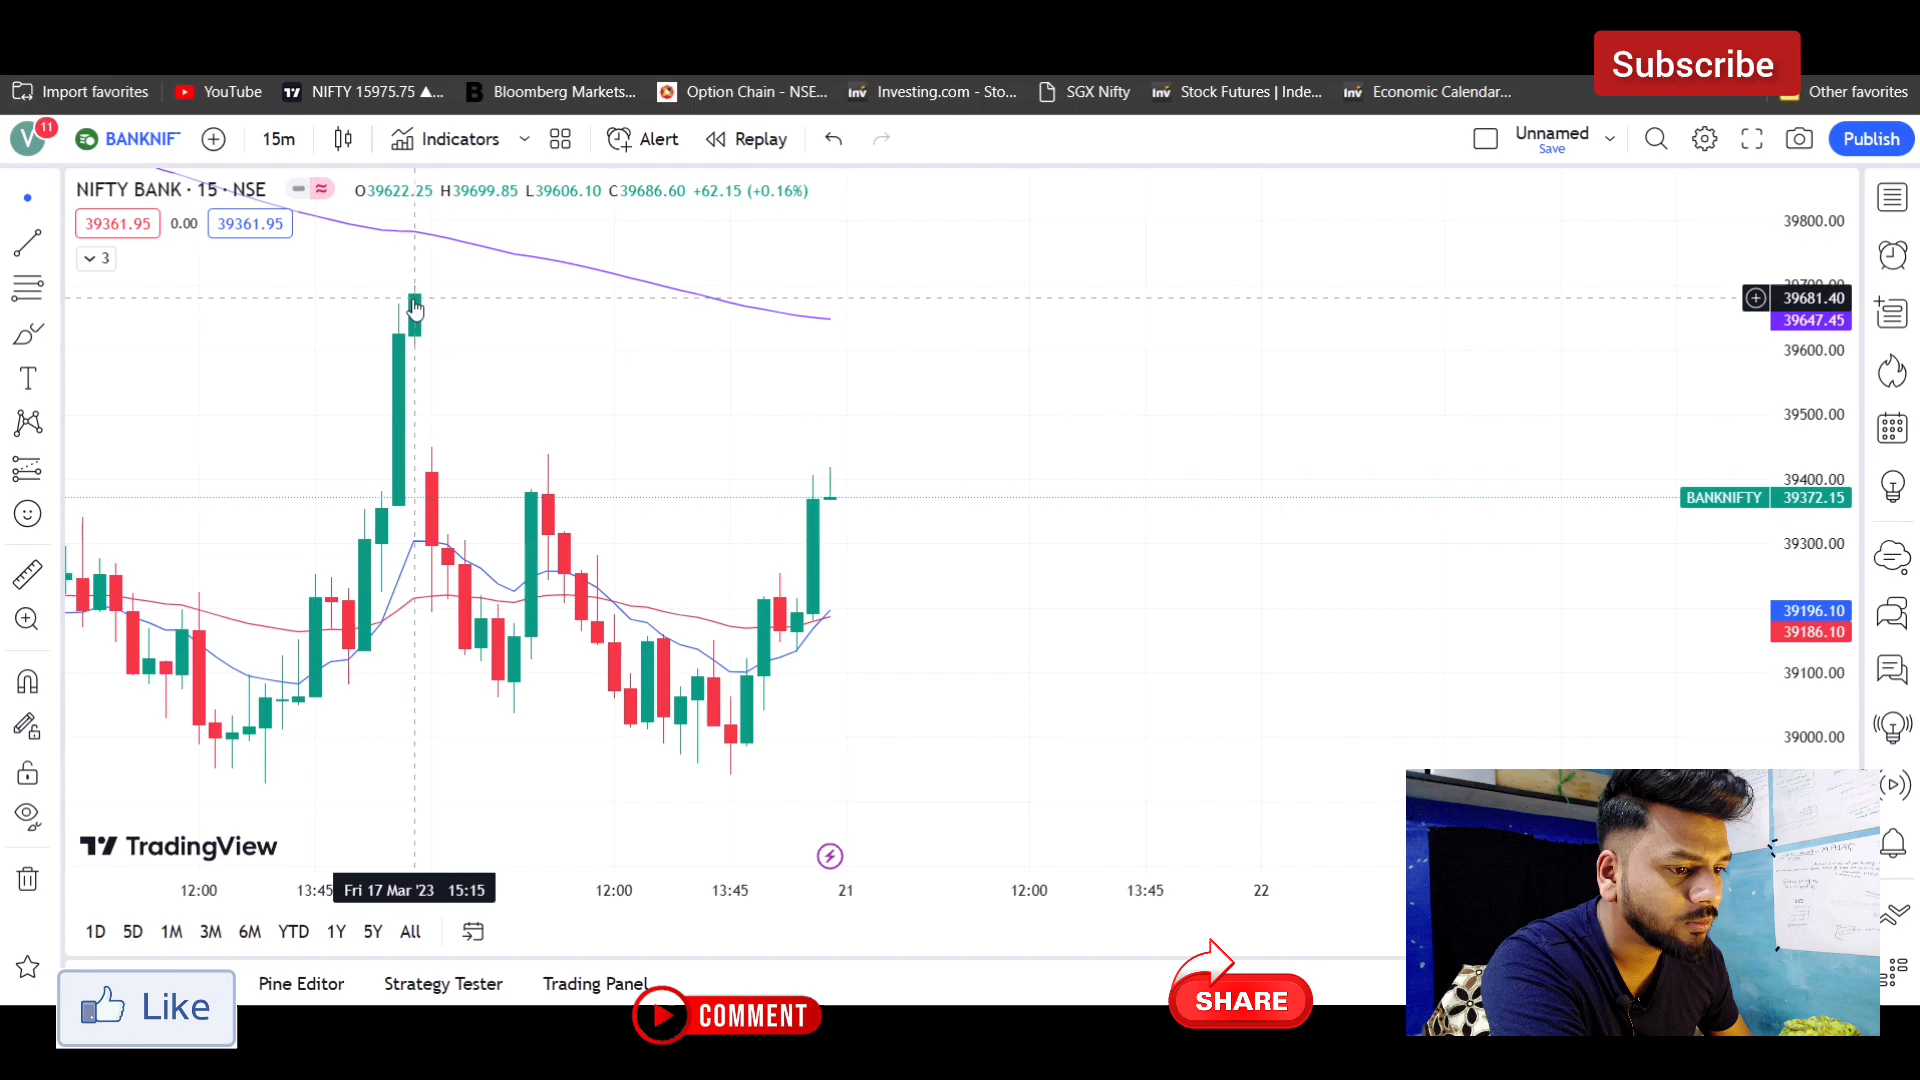 Subscribe
Import favorites YouTube NIFTY 15975.75 ▲... Bloomberg Markets... Option Chain - NSE... Investing.com - Sto... SGX Nifty Stock Futures | Inde... Economic Calendar... Other favorites
V 11 BANKNIF 15m Indicators Alert Replay Unnamed Save Publish
NIFTY BANK · 15 · NSE O39622.25 H39699.85 L39606.10 C39686.60 +62.15 (+0.16%)
39361.95 0.00 39361.95
3
39800.00
39681.40
39647.45
39600.00
39500.00
39400.00
BANKNIFTY 39372.15
39300.00
39196.10
39186.10
39100.00
39000.00
TradingView
12:00 13:45 Fri 17 Mar '23 15:15 12:00 13:45 21 12:00 13:45 22
1D 5D 1M 3M 6M YTD 1Y 5Y All
Pine Editor Strategy Tester Trading Panel
Like COMMENT SHARE